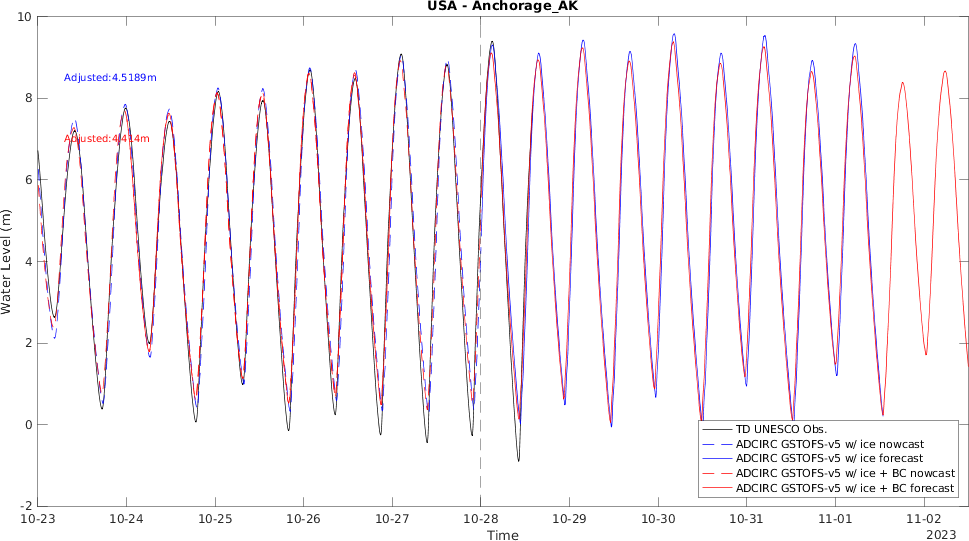 USA - Anchorage_AK
10
8
6
4
2
0
-2
Water Level (m)
Adjusted:4.5189m
Adjusted:4.414m
TD UNESCO Obs.
ADCIRC GSTOFS-v5 w/ ice nowcast
ADCIRC GSTOFS-v5 w/ ice forecast
ADCIRC GSTOFS-v5 w/ ice + BC nowcast
ADCIRC GSTOFS-v5 w/ ice + BC forecast
10-23 10-24 10-25 10-26 10-27 10-28 10-29 10-30 10-31 11-01 11-02
Time
2023